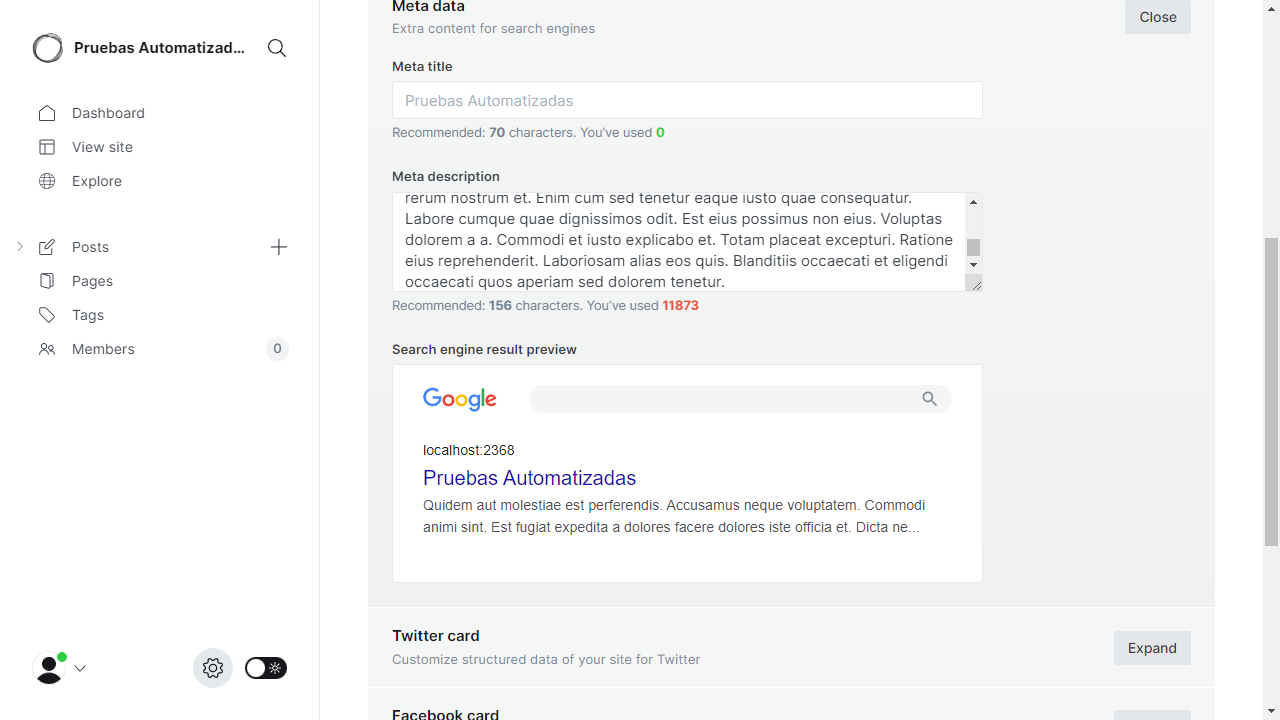 Pruebas Automatizad...
Dashboard
View site
Explore
Posts
Pages
Tags
Members
0
Meta data
Extra content for search engines
Close
Meta title
Pruebas Automatizadas
Recommended: 70 characters. You’ve used 0
Meta description
rerum nostrum et. Enim cum sed tenetur eaque iusto quae consequatur.
Labore cumque quae dignissimos odit. Est eius possimus non eius. Voluptas
dolorem a a. Commodi et iusto explicabo et. Totam placeat excepturi. Ratione
eius reprehenderit. Laboriosam alias eos quis. Blanditiis occaecati et eligendi
occaecati quos aperiam sed dolorem tenetur.
Recommended: 156 characters. You’ve used 11873
Search engine result preview
Google
localhost:2368
Pruebas Automatizadas
Quidem aut molestiae est perferendis. Accusamus neque voluptatem. Commodi
animi sint. Est fugiat expedita a dolores facere dolores iste officia et. Dicta ne...
Twitter card
Customize structured data of your site for Twitter
Expand
Facebook card